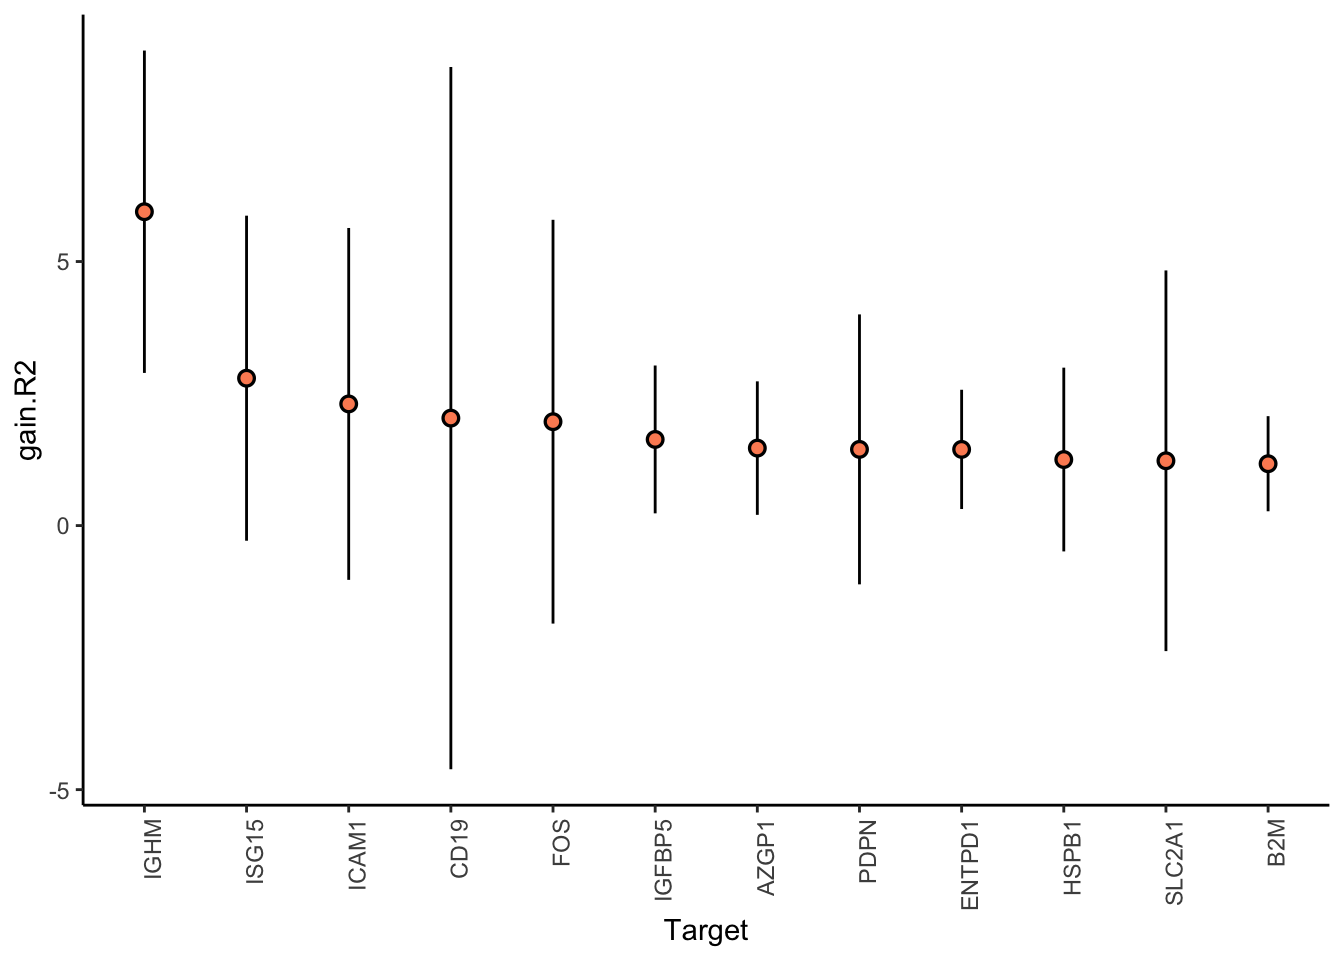 gain.R2
5
0
-5
IGHM
ISG15
ICAM1
CD19
FOS
IGFBP5
AZGP1
PDPN
ENTPD1
HSPB1
SLC2A1
B2M
Target